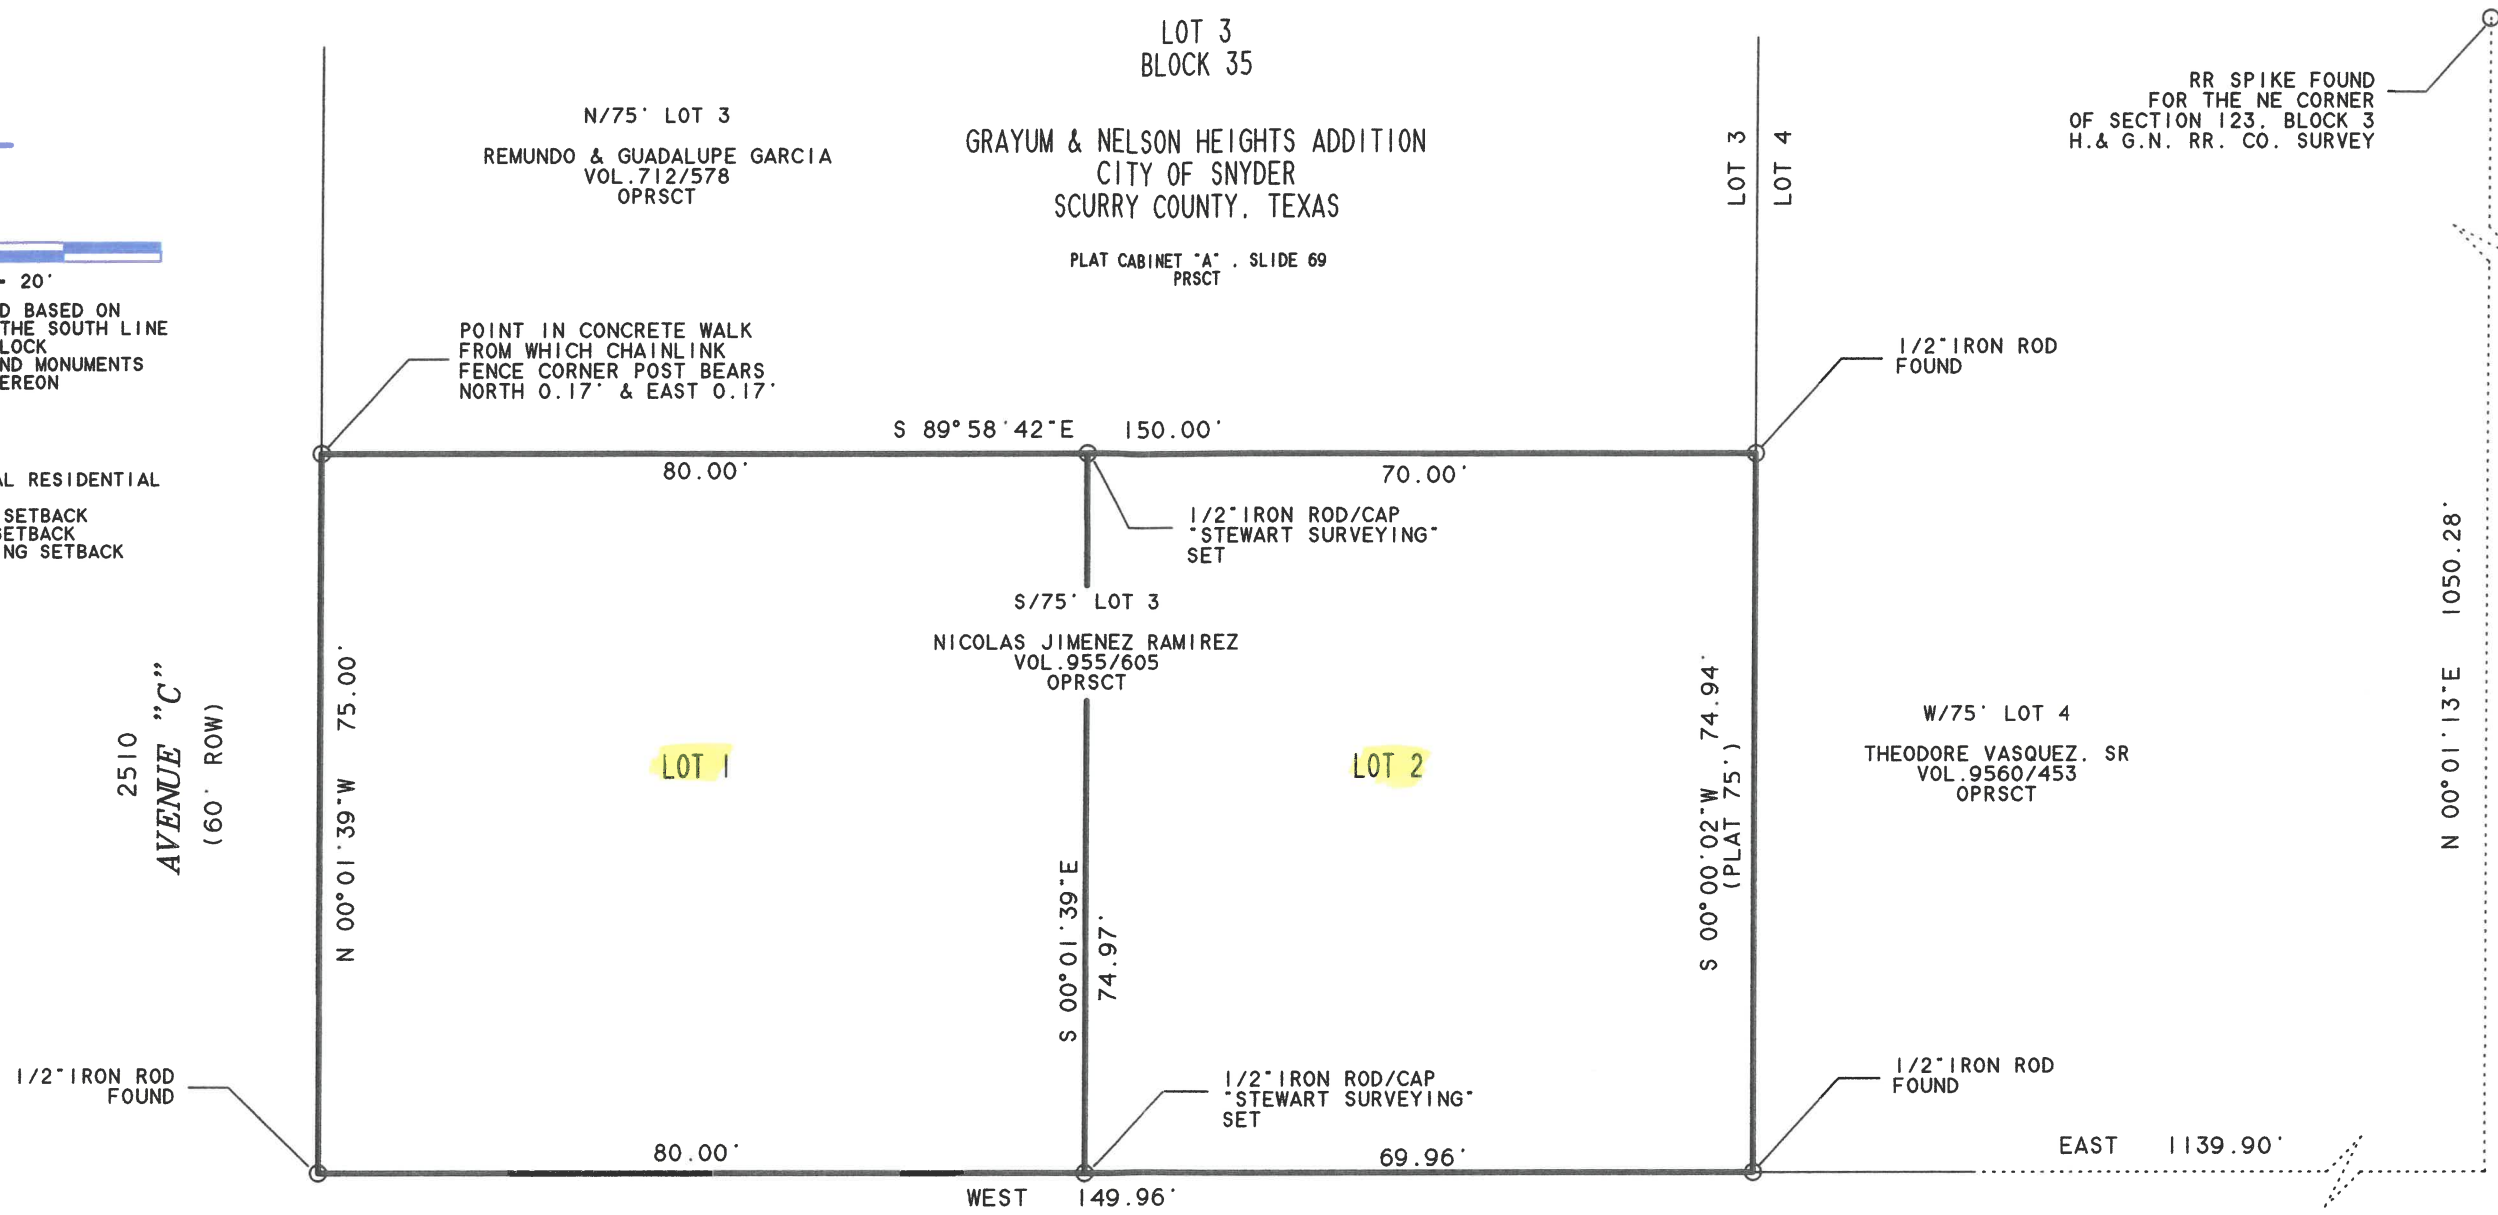 LOT 3
BLOCK 35
N/75' LOT 3
REMUNDO & GUADALUPE GARCIA
VOL.712/578
OPRSCT
GRAYUM & NELSON HEIGHTS ADDITION
CITY OF SNYDER
SCURRY COUNTY, TEXAS
PLAT CABINET "A" , SLIDE 69
PRSCT
LOT 3
LOT 4
RR SPIKE FOUND
FOR THE NE CORNER
OF SECTION 123, BLOCK 3
H.& G.N. RR. CO. SURVEY
20'
D BASED ON
THE SOUTH LINE
LOCK
ND MONUMENTS
EREON
AL RESIDENTIAL
SETBACK
SETBACK
NG SETBACK
POINT IN CONCRETE WALK
FROM WHICH CHAINLINK
FENCE CORNER POST BEARS
NORTH 0.17' & EAST 0.17'
1/2"IRON ROD
FOUND
S 89°58'42"E 150.00'
80.00'
70.00'
1/2"IRON ROD/CAP
"STEWART SURVEYING"
SET
S/75' LOT 3
NICOLAS JIMENEZ RAMIREZ
VOL.955/605
OPRSCT
2510
AVENUE "C"
(60' ROW)
N 00°01'39"W 75.00'
LOT 1
S 00°01'39"E
74.97'
LOT 2
S 00°00'02"W 74.94'
(PLAT 75')
W/75' LOT 4
THEODORE VASQUEZ, SR
VOL.9560/453
OPRSCT
N 00°01'13"E 1050.28'
1/2"IRON ROD
FOUND
1/2"IRON ROD/CAP
"STEWART SURVEYING"
SET
1/2"IRON ROD
FOUND
80.00'
69.96'
EAST 1139.90'
WEST 149.96'